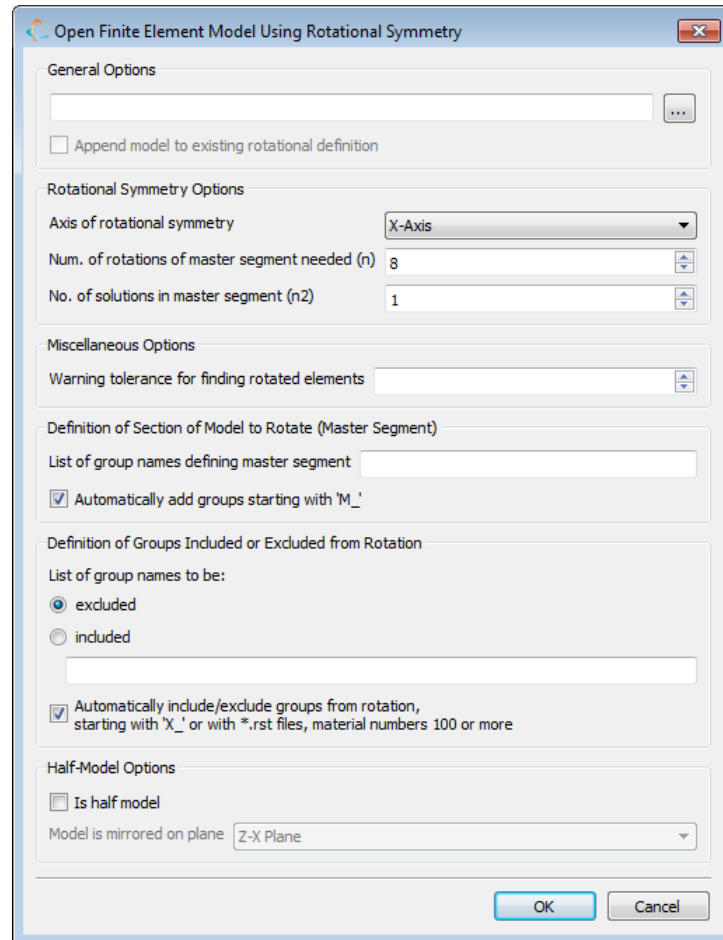 Open Finite Element Model Using Rotational Symmetry
General Options
...
Append model to existing rotational definition
Rotational Symmetry Options
Axis of rotational symmetry X-Axis
Num. of rotations of master segment needed (n) 8
No. of solutions in master segment (n2) 1
Miscellaneous Options
Warning tolerance for finding rotated elements
Definition of Section of Model to Rotate (Master Segment)
List of group names defining master segment
Automatically add groups starting with 'M_'
Definition of Groups Included or Excluded from Rotation
List of group names to be:
excluded
included
Automatically include/exclude groups from rotation,
starting with 'X_' or with *.rst files, material numbers 100 or more
Half-Model Options
Is half model
Model is mirrored on plane Z-X Plane
OK Cancel